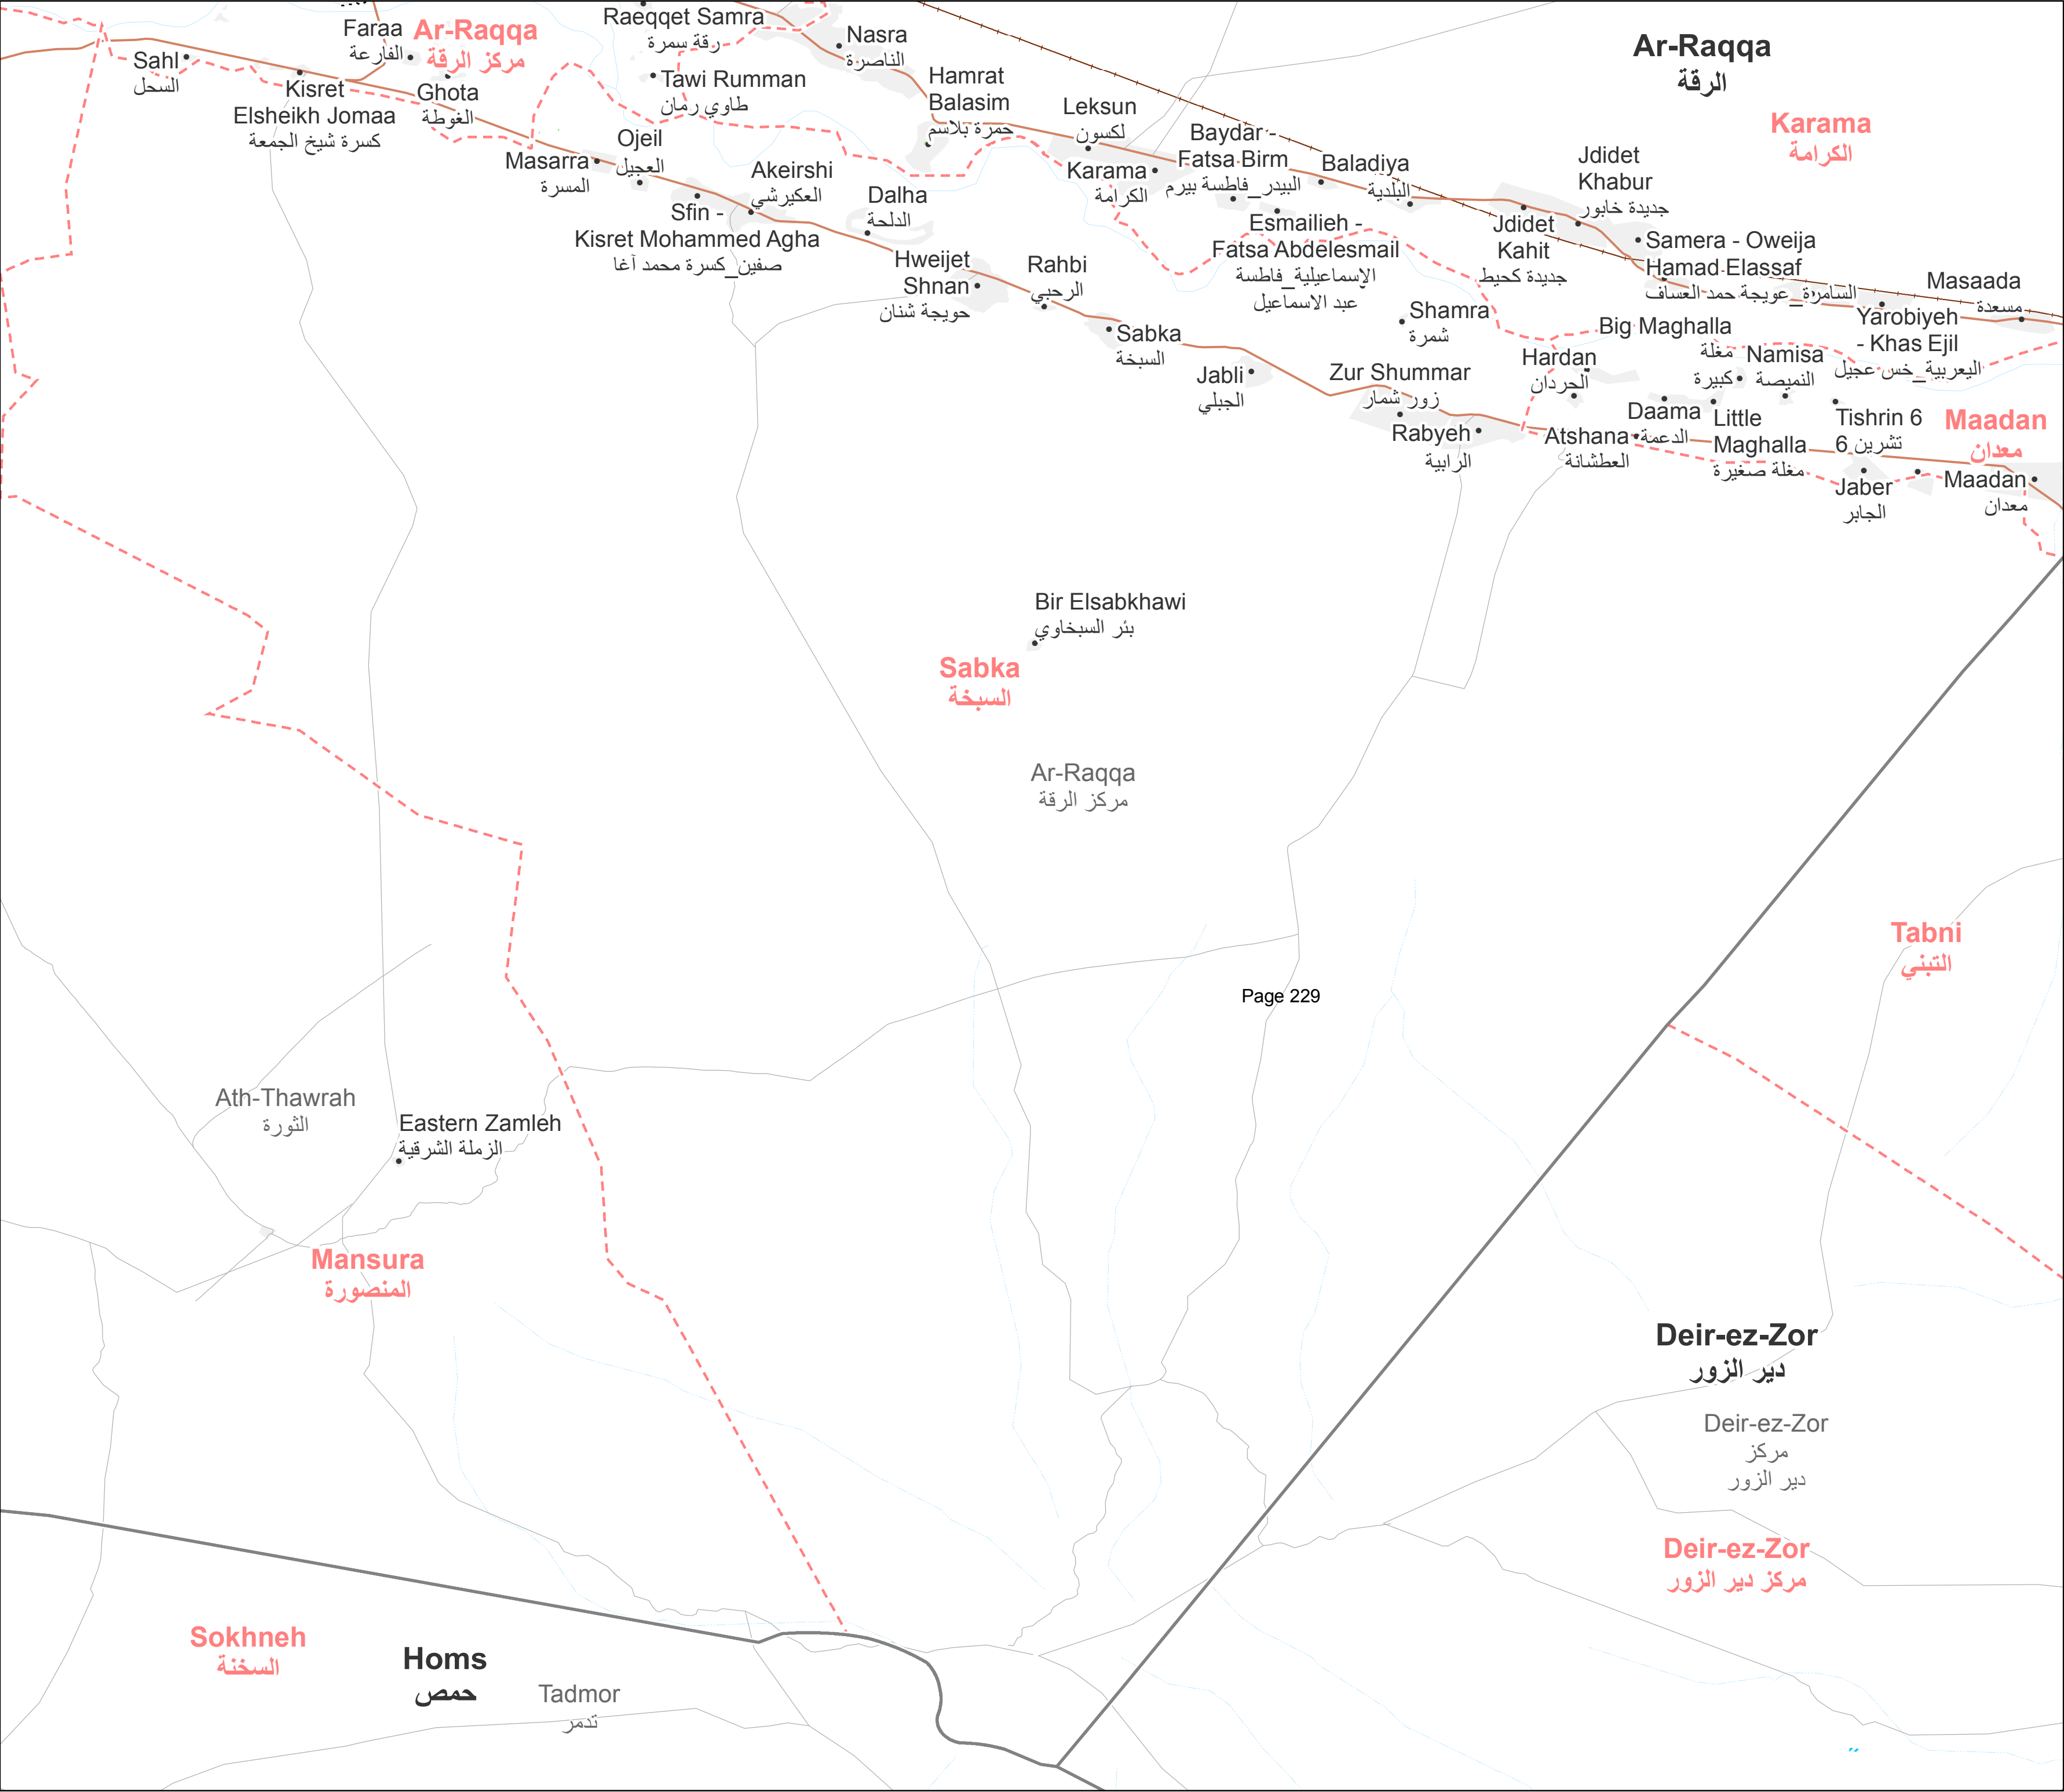 Faraa
الفارعة
Ar-Raqqa
مركز الرقة
Raeqqet Samra
رقة سمرة
Nasra
الناصرة
Ar-Raqqa
الرقة
Sahl
السحل
Kisret
Elsheikh Jomaa
كسرة شيخ الجمعة
Ghota
الغوطة
Tawi Rumman
طاوي رمان
Hamrat
Balasim
حمرة بلاسم
Leksun
لكسون
Karama
الكرامة
Karama
الكرامة
Baydar -
Fatsa Birm
البيدر_فاطسة بيرم
Baladiya
البلدية
Jdidet
Khabur
جديدة خابور
Masarra
المسرة
Ojeil
العجيل
Akeirshi
العكيرشي
Sfin -
Kisret Mohammed Agha
صفين_كسرة محمد آغا
Dalha
الدلحة
Esmailieh -
Fatsa Abdelesmail
الإسماعيلية_فاطسة
عبد الاسماعيل
Jdidet
Kahit
جديدة كحيط
Samera - Oweija
Hamad Elassaf
السامرة_عويجة حمد العساف
Masaada
مسعدة
Hweijet
Shnan
حويجة شنان
Rahbi
الرحبي
Sabka
السبخة
Shamra
شمرة
Big Maghalla
مغلة
كبيرة
Yarobiyeh
- Khas Ejil
اليعربية_خس عجيل
Namisa
النميصة
Hardan
الحردان
Jabli
الجبلي
Zur Shummar
زور شمار
Rabyeh
الرابية
Atshana
العطشانة
Daama
الدعمة
Little
Maghalla
مغلة صغيرة
Tishrin 6
تشرين 6
Maadan
معدان
Jaber
الجابر
Maadan
معدان
Bir Elsabkhawi
بئر السبخاوي
Sabka
السبخة
Ar-Raqqa
مركز الرقة
Tabni
التبني
Page 229
Ath-Thawrah
الثورة
Eastern Zamleh
الزملة الشرقية
Mansura
المنصورة
Deir-ez-Zor
دير الزور
Deir-ez-Zor
مركز
دير الزور
Deir-ez-Zor
مركز دير الزور
Sokhneh
السخنة
Homs
حمص
Tadmor
تدمر